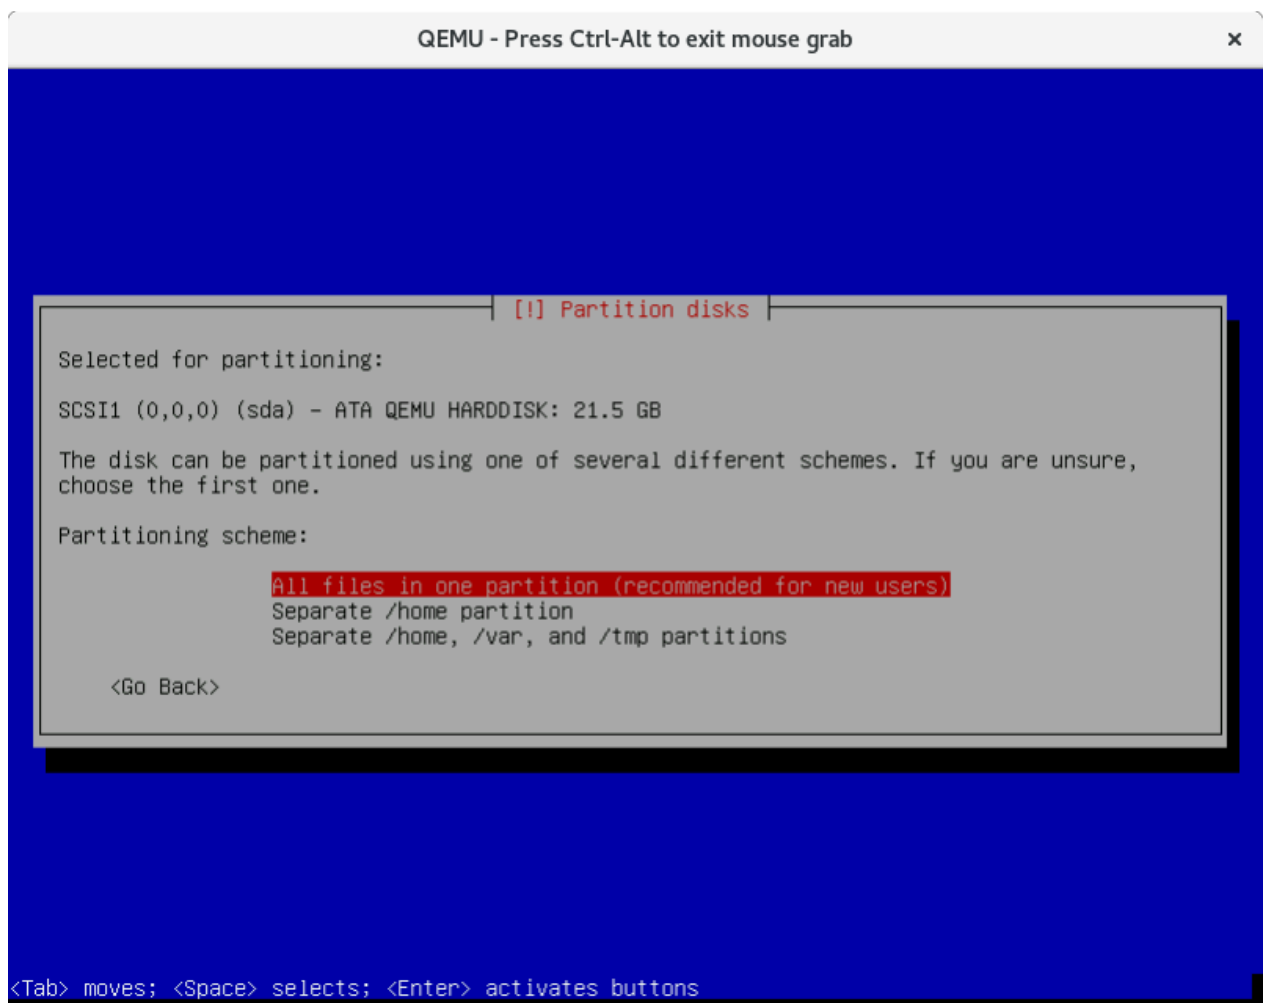 QEMU - Press Ctrl-Alt to exit mouse grab ×
[!] Partition disks
Selected for partitioning:
SCSI1 (0,0,0) (sda) – ATA QEMU HARDDISK: 21.5 GB
The disk can be partitioned using one of several different schemes. If you are unsure,
choose the first one.
Partitioning scheme:
All files in one partition (recommended for new users)
Separate /home partition
Separate /home, /var, and /tmp partitions
<Go Back>
<Tab> moves; <Space> selects; <Enter> activates buttons